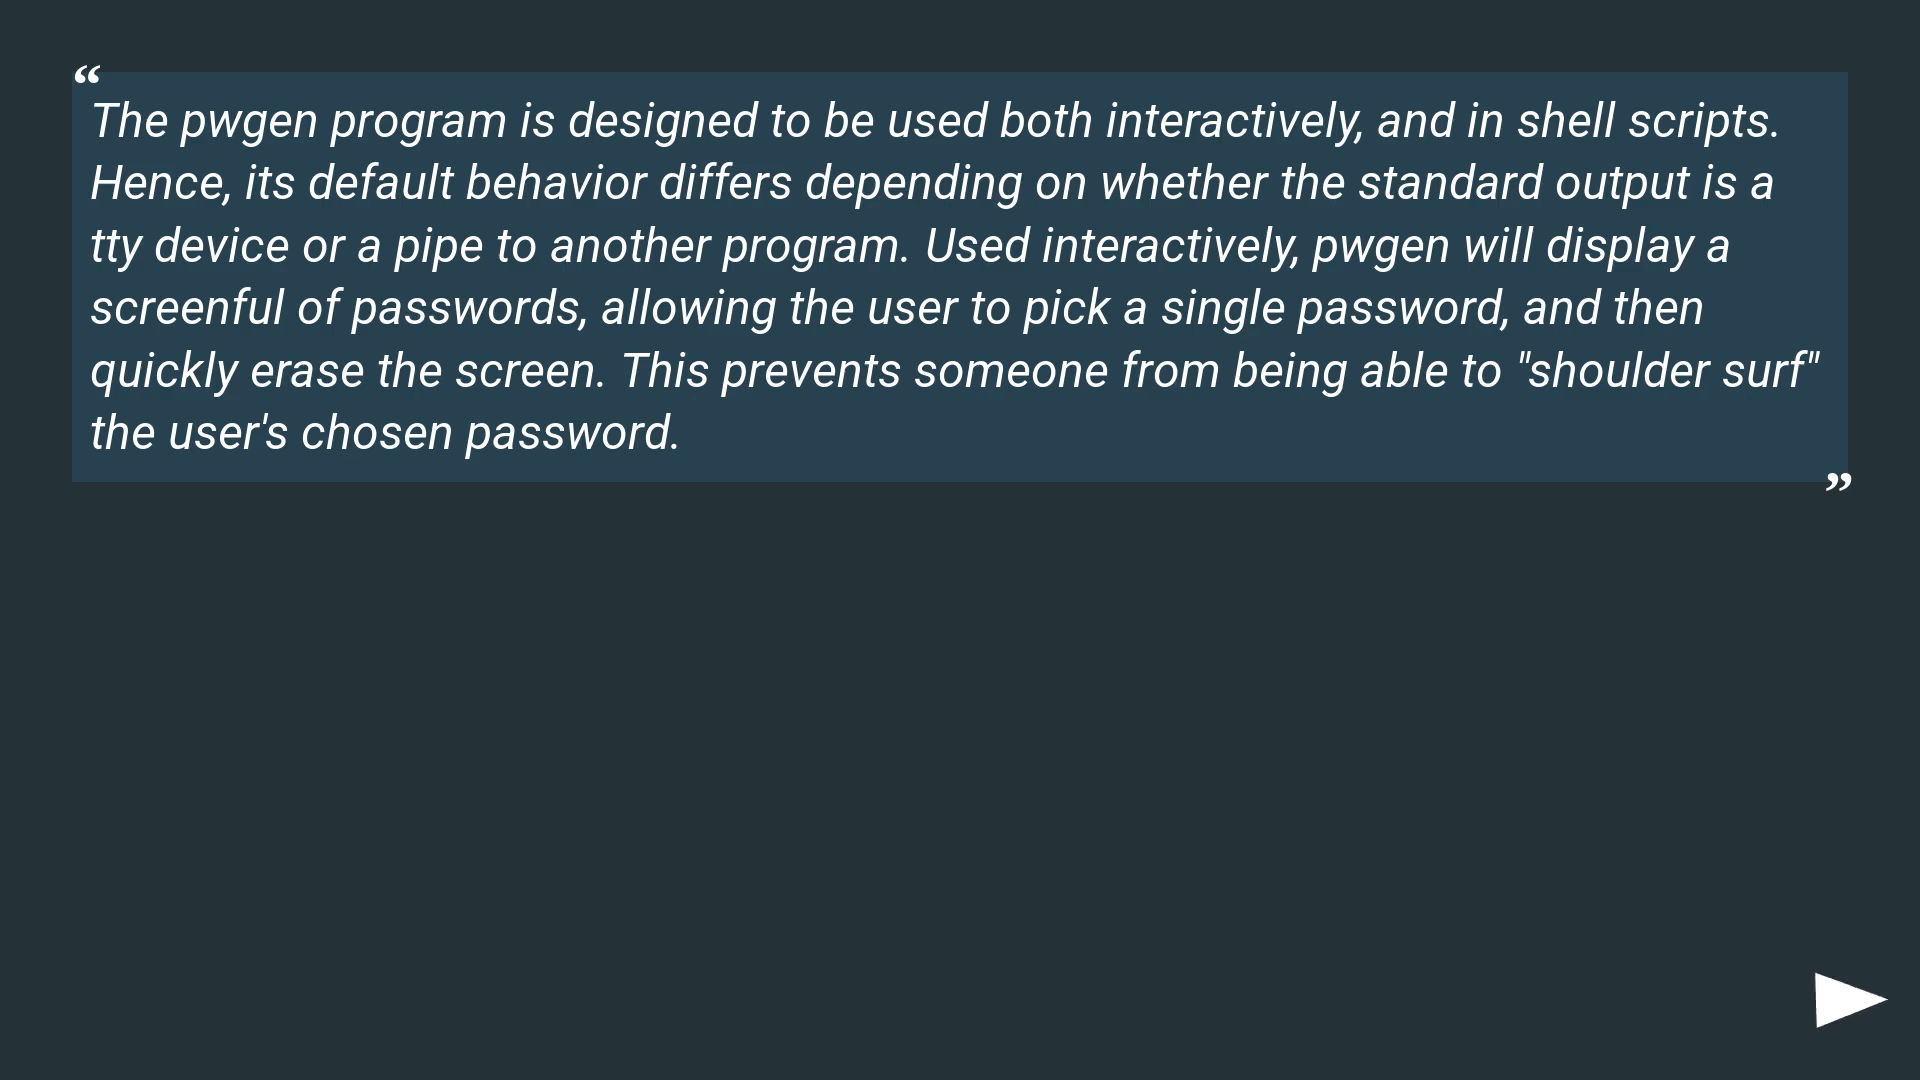 “
The pwgen program is designed to be used both interactively, and in shell scripts.
Hence, its default behavior differs depending on whether the standard output is a
tty device or a pipe to another program. Used interactively, pwgen will display a
screenful of passwords, allowing the user to pick a single password, and then
quickly erase the screen. This prevents someone from being able to "shoulder surf"
the user's chosen password.
”